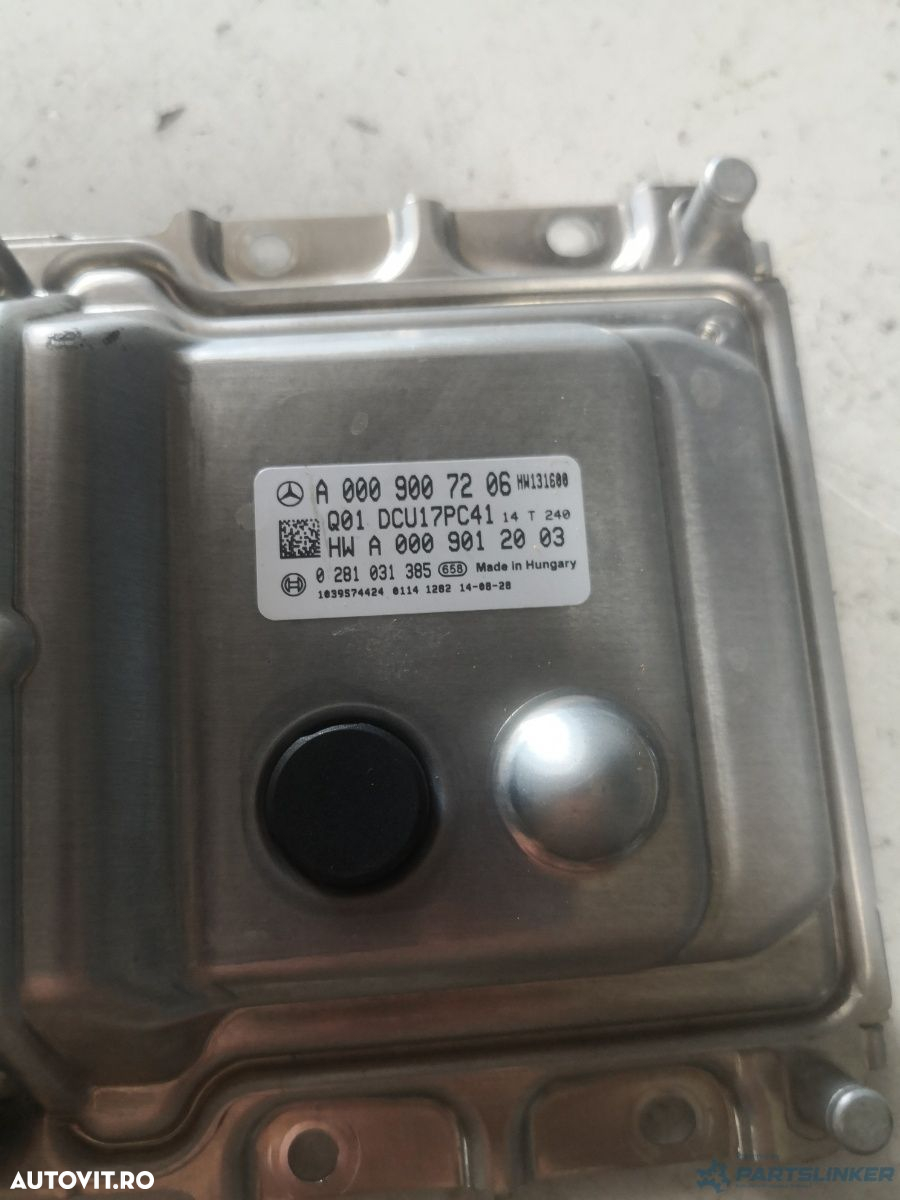 A 000 900 72 06 HW131600
Q01 DCU17PC41 14 T 240
HW A 000 901 20 03
0 281 031 385 658 Made in Hungary
1039S74424 0114 1282 14-08-28
AUTOVIT.RO
PARTSLINKER